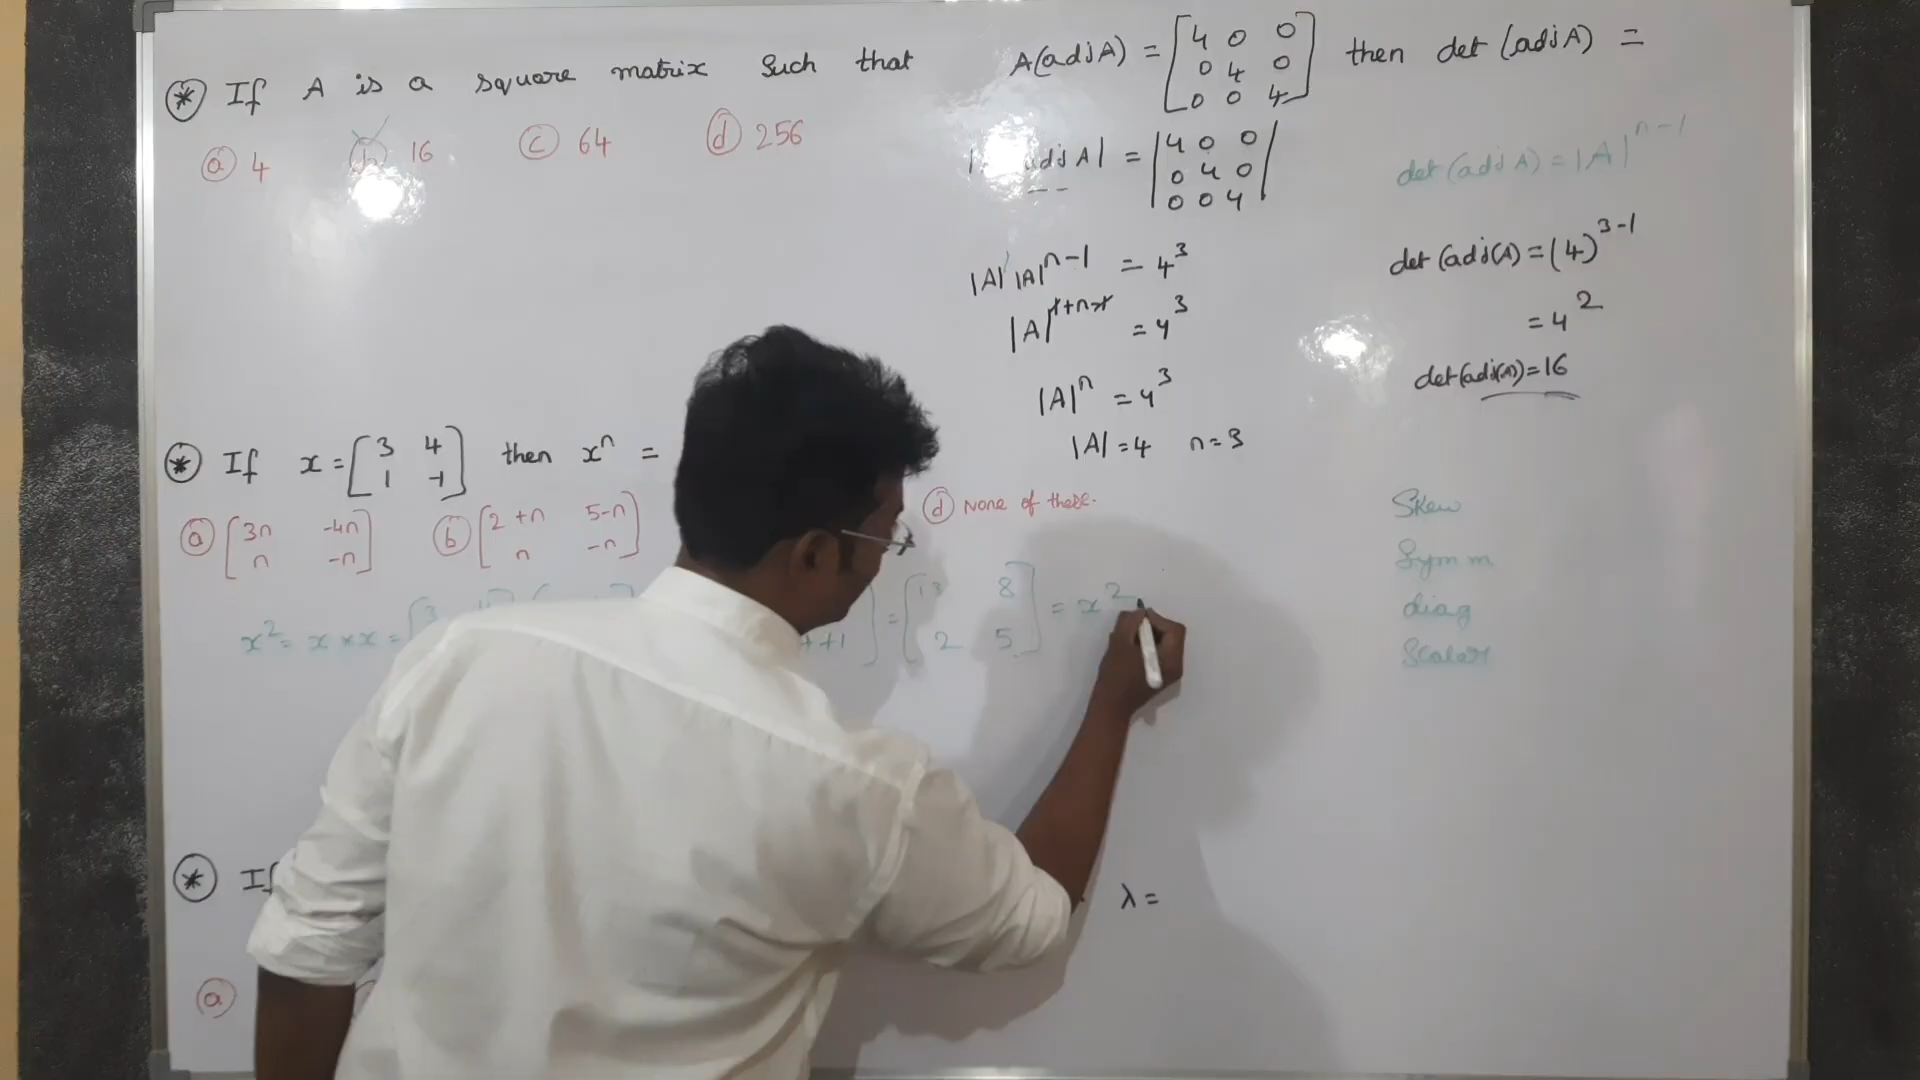 * If A is a square matrix such that A(adjA) = [4 0 0 0 4 0 0 0 4] then det (adjA) =
ⓐ 4 ⓑ 16 ⓒ 64 ⓓ 256
adj A| = |4 0 0 0 4 0 0 0 4|
det (adj A) = |A|^n-1
|A| |A|^n-1 = 4^3
det (adj(A) = (4)^3-1
|A|^1+n-1 = 4^3
= 4^2
|A|^n = 4^3
det(adj(A)) = 16
|A| = 4 n = 3
* If x = [3 4 1 -1] then x^n =
ⓐ [3n -4n n -n] ⓑ [2+n 5-n n -n] ⓓ None of these.
x^2 = x × x = [3 +1] = [13 8 2 5] = x^2
Skew
Symm
diag
Scalar
* If λ =
ⓐ